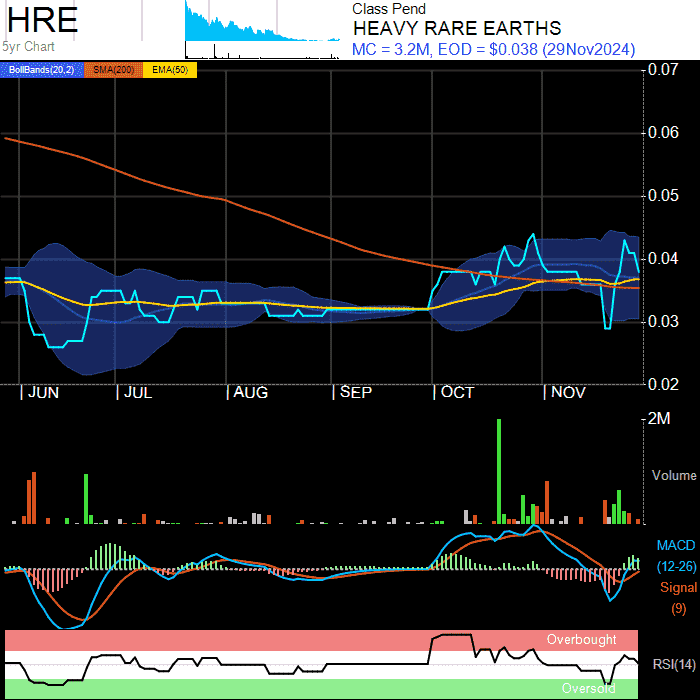 HRE
5yr Chart
Class Pend
HEAVY RARE EARTHS
MC = 3.2M, EOD = $0.038 (29Nov2024)
BollBands(20,2) SMA(200) EMA(50)
0.07
0.06
0.05
0.04
0.03
0.02
JUN JUL AUG SEP OCT NOV
2M
Volume
MACD
(12-26)
Signal
(9)
Overbought
RSI(14)
Oversold